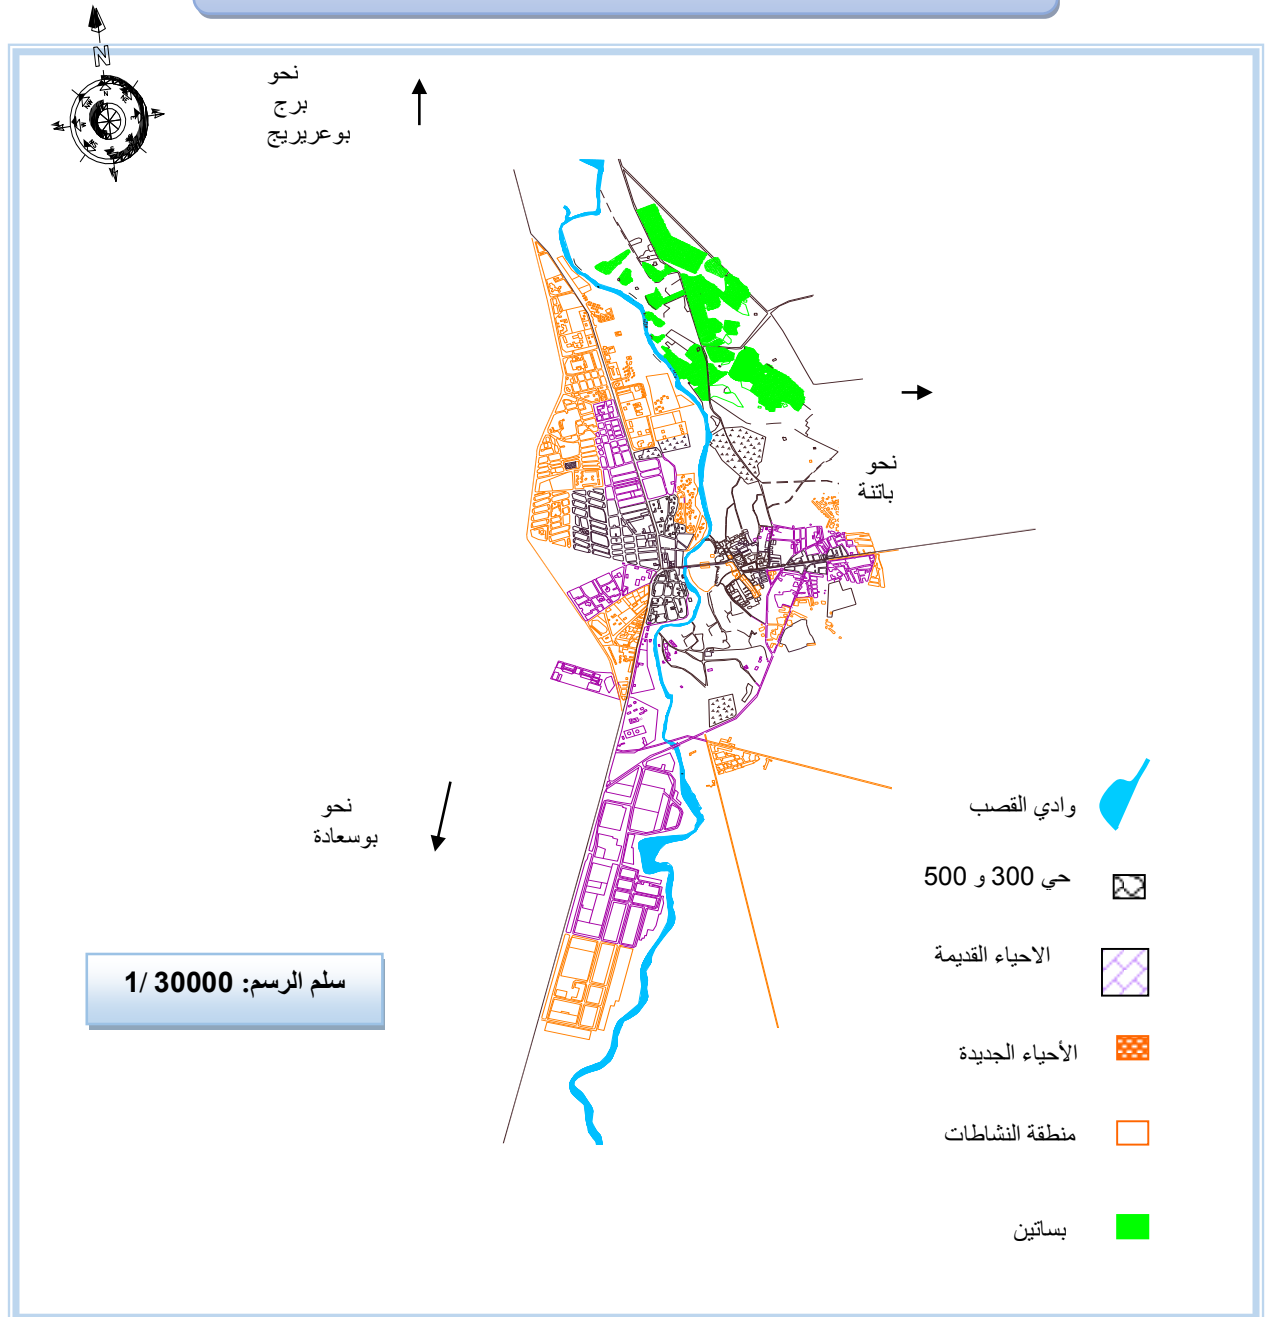 N
نحو
برج
بوعريريج
نحو
باتنة
نحو
بوسعادة
وادي القصب
حي 300 و 500
الاحياء القديمة
سلم الرسم: 30000 /1
الأحياء الجديدة
منطقة النشاطات
بساتين